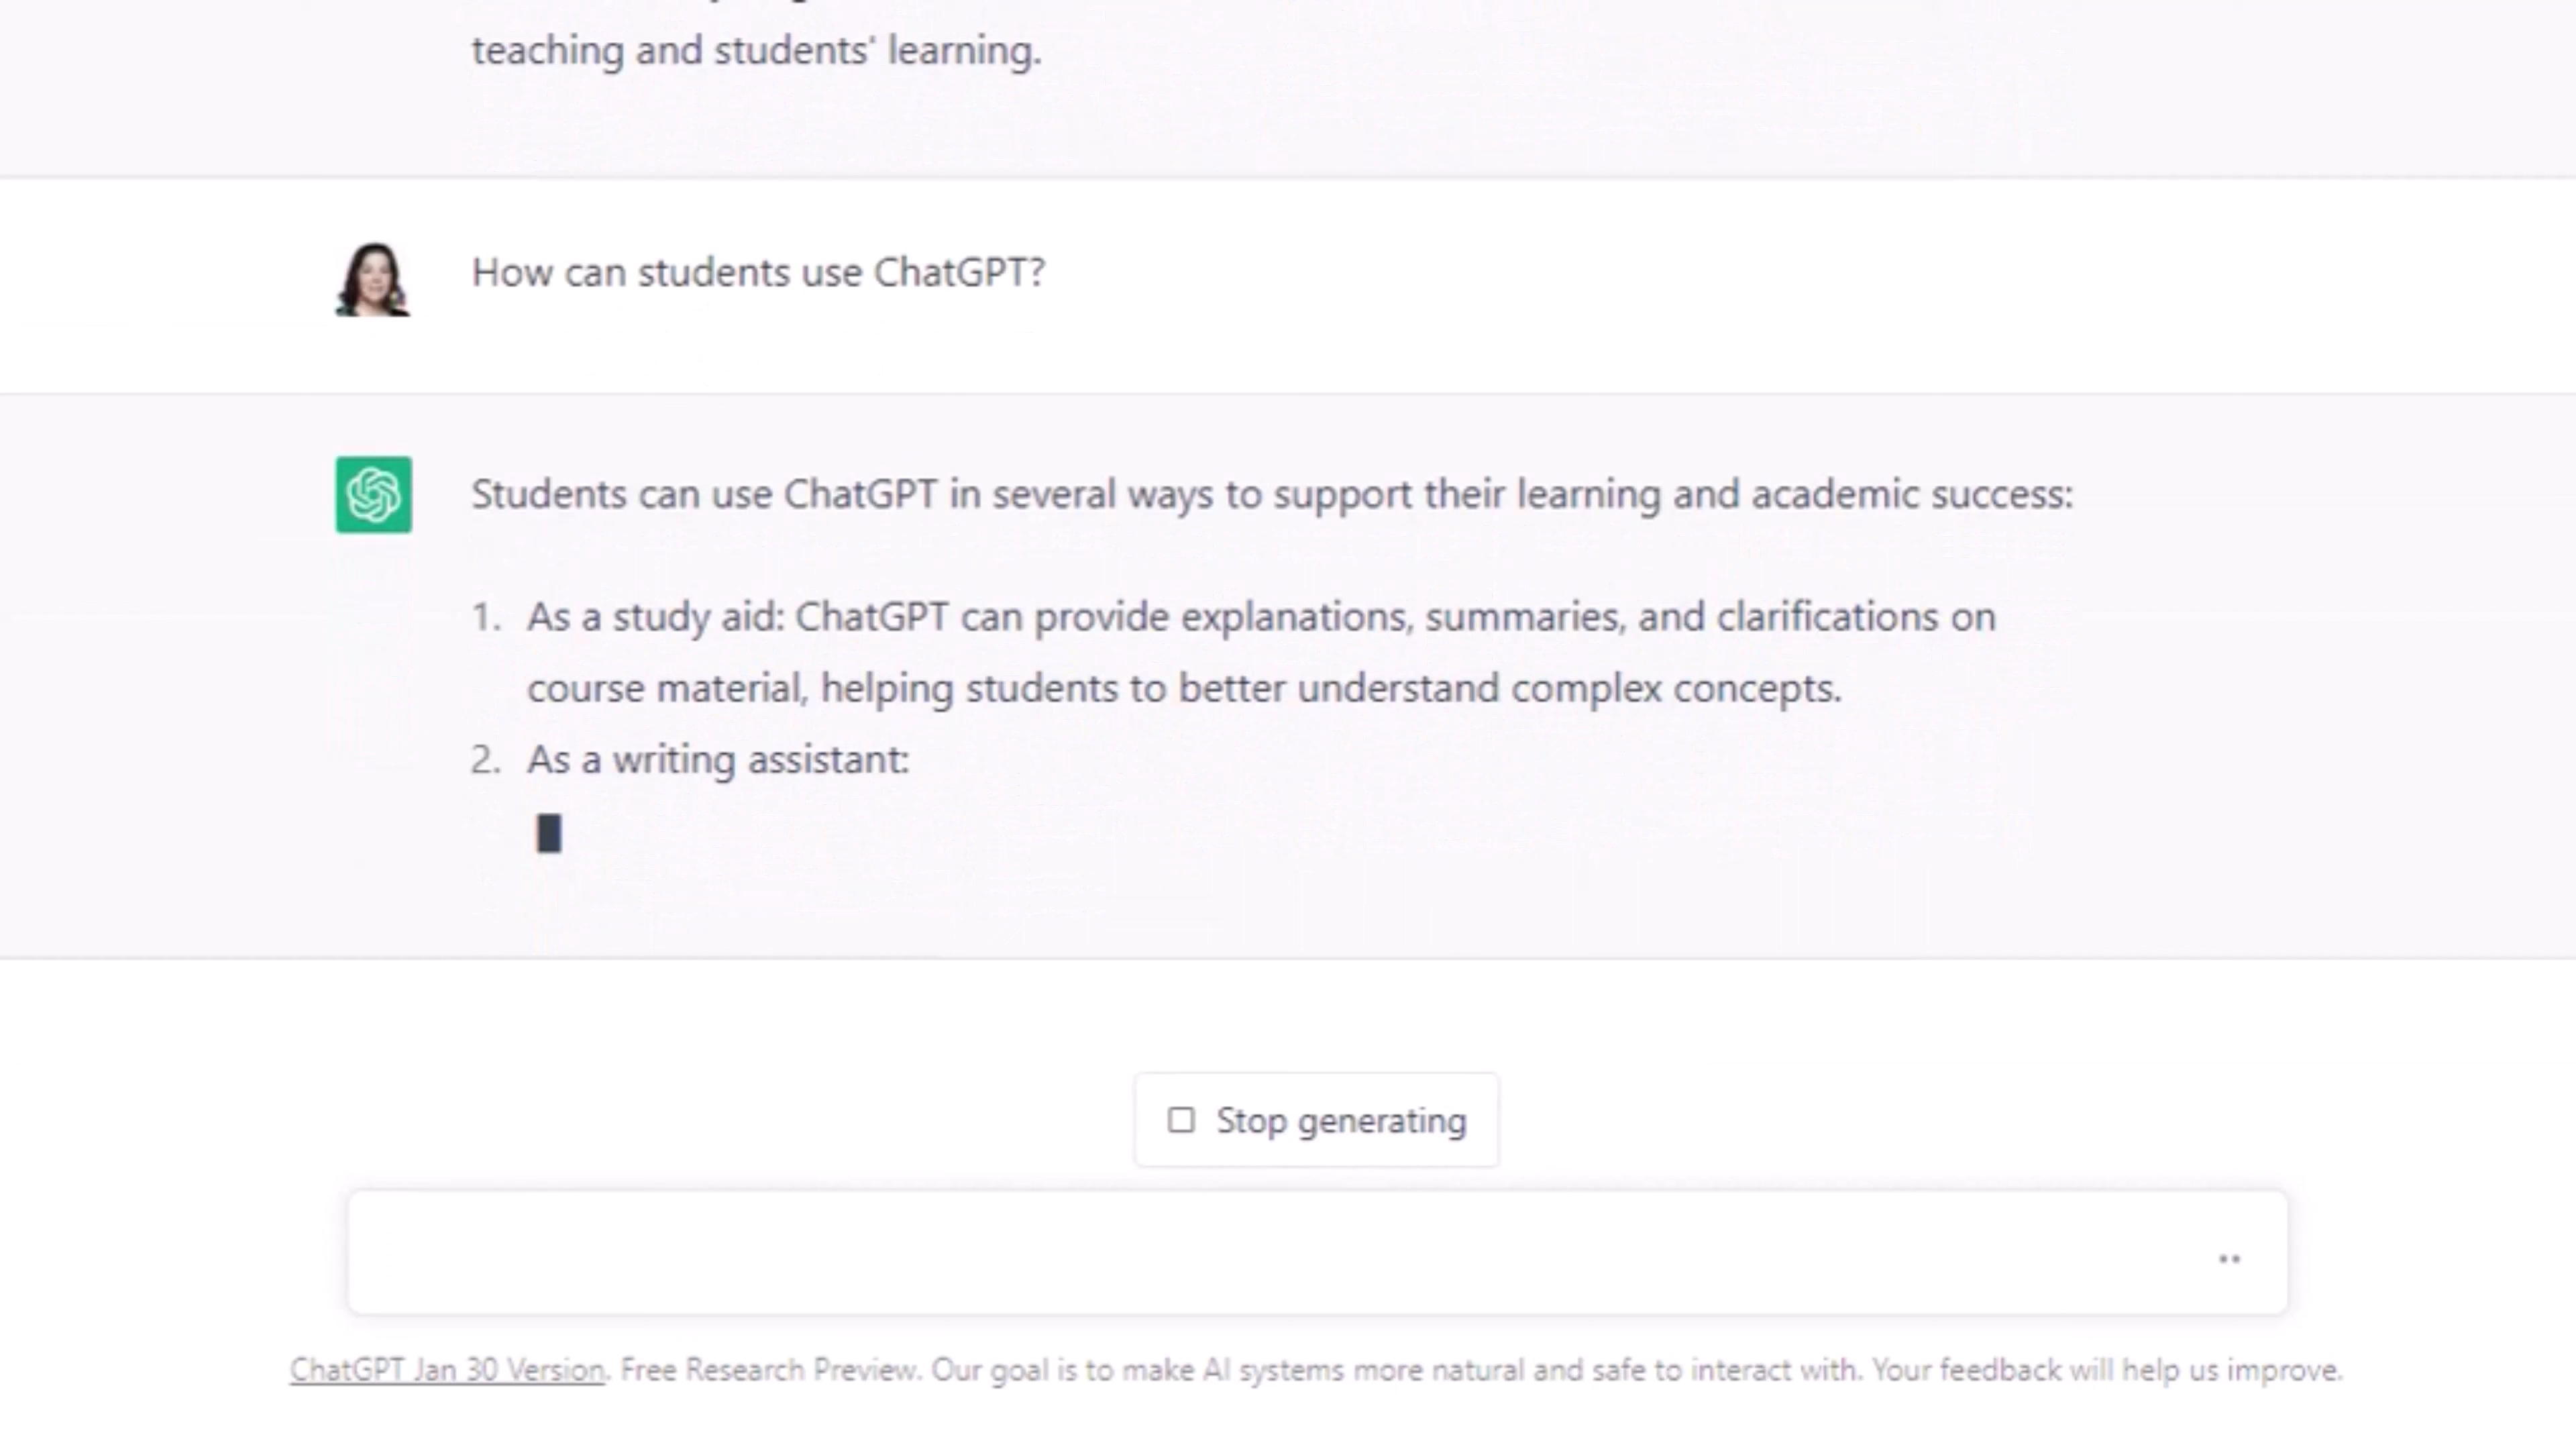 teaching and students' learning.
How can students use ChatGPT?
Students can use ChatGPT in several ways to support their learning and academic success:
1. As a study aid: ChatGPT can provide explanations, summaries, and clarifications on
course material, helping students to better understand complex concepts.
2. As a writing assistant:
Stop generating
ChatGPT Jan 30 Version. Free Research Preview. Our goal is to make AI systems more natural and safe to interact with. Your feedback will help us improve.